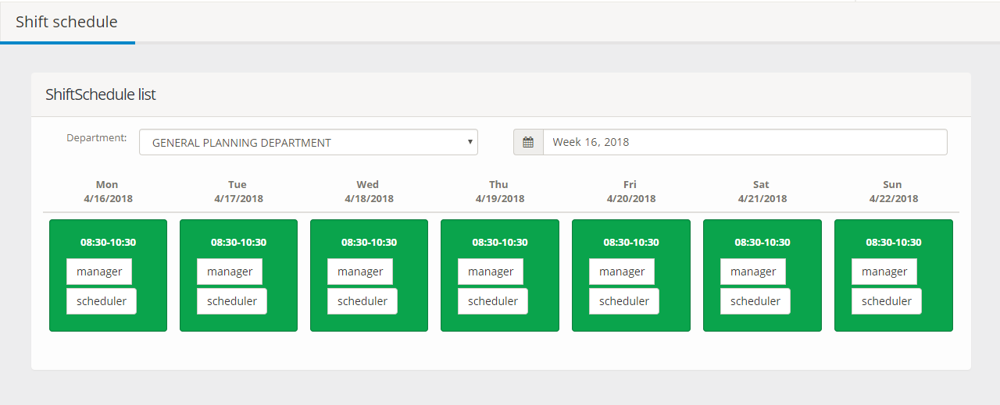 Shift schedule
ShiftSchedule list
Department: GENERAL PLANNING DEPARTMENT Week 16, 2018
Mon Tue Wed Thu Fri Sat Sun
4/16/2018 4/17/2018 4/18/2018 4/19/2018 4/20/2018 4/21/2018 4/22/2018
08:30-10:30 08:30-10:30 08:30-10:30 08:30-10:30 08:30-10:30 08:30-10:30 08:30-10:30
manager manager manager manager manager manager manager
scheduler scheduler scheduler scheduler scheduler scheduler scheduler